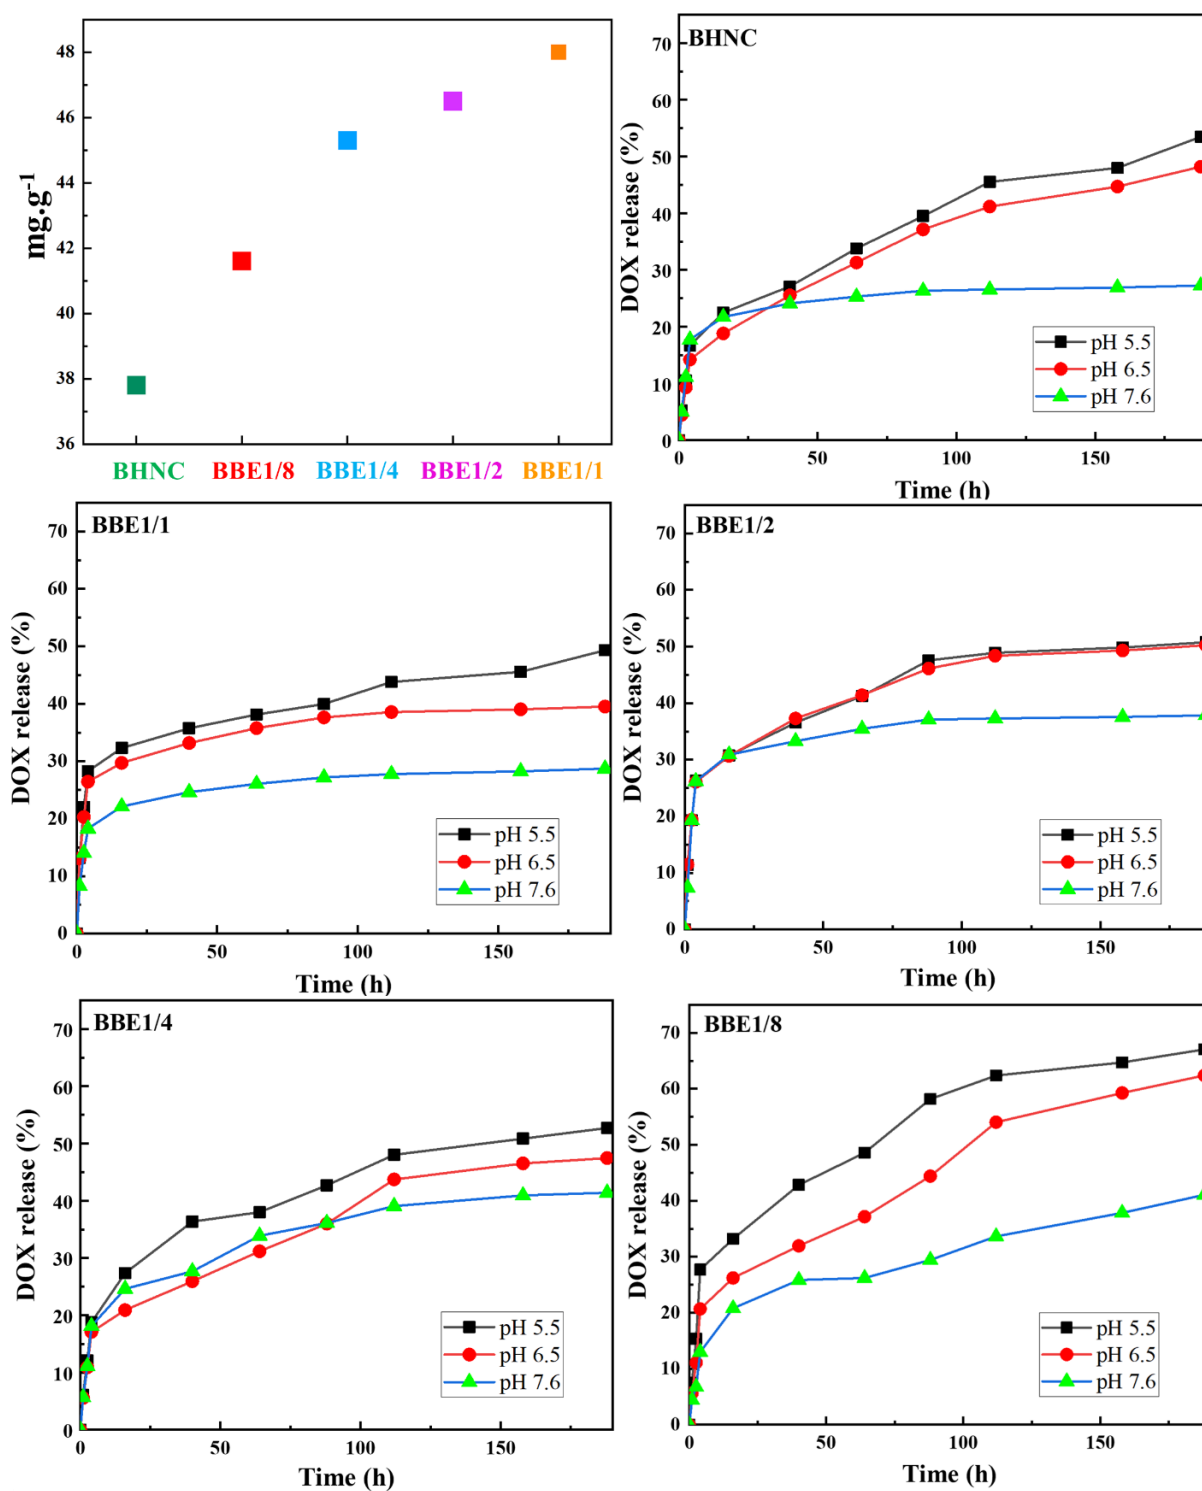 48
46
44
42
40
38
36
mg.g-1
BHNC BBE1/8 BBE1/4 BBE1/2 BBE1/1
BHNC
70
60
50
40
30
20
10
0
DOX release (%)
pH 5.5
pH 6.5
pH 7.6
0 50 100 150
Time (h)
BBE1/1
70
60
50
40
30
20
10
0
DOX release (%)
pH 5.5
pH 6.5
pH 7.6
0 50 100 150
Time (h)
BBE1/2
70
60
50
40
30
20
10
0
DOX release (%)
pH 5.5
pH 6.5
pH 7.6
0 50 100 150
Time (h)
BBE1/4
70
60
50
40
30
20
10
0
DOX release (%)
pH 5.5
pH 6.5
pH 7.6
0 50 100 150
Time (h)
BBE1/8
70
60
50
40
30
20
10
0
DOX release (%)
pH 5.5
pH 6.5
pH 7.6
0 50 100 150
Time (h)